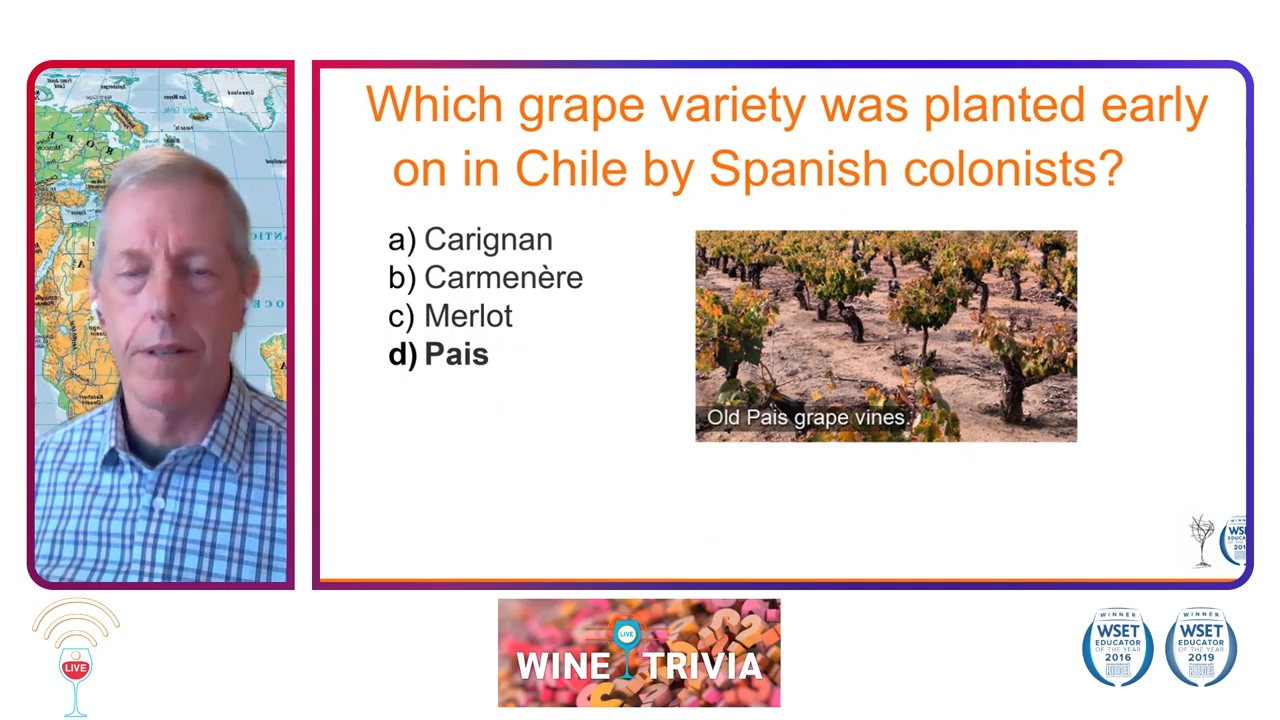 Which grape variety was planted early
on in Chile by Spanish colonists?
a) Carignan
b) Carmenère
c) Merlot
d) Pais
Old Pais grape vines.
LIVE
LIVE
WINE TRIVIA
WINNER
WSET
EDUCATOR
OF THE YEAR
2016
WINNER
WSET
EDUCATOR
OF THE YEAR
2019